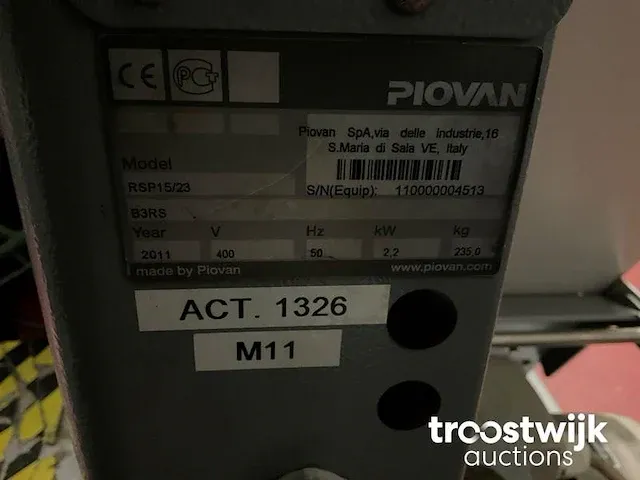 CE PC+
PIOVAN
Piovan SpA,via delle industrie,16
S.Maria di Sala VE, Italy
Model
RSP15/23
S/N(Equip): 110000004513
B3RS
Year V Hz kW kg
2011 400 50 2,2 235,0
made by Piovan www.piovan.com
ACT. 1326
M11
troostwijk
auctions